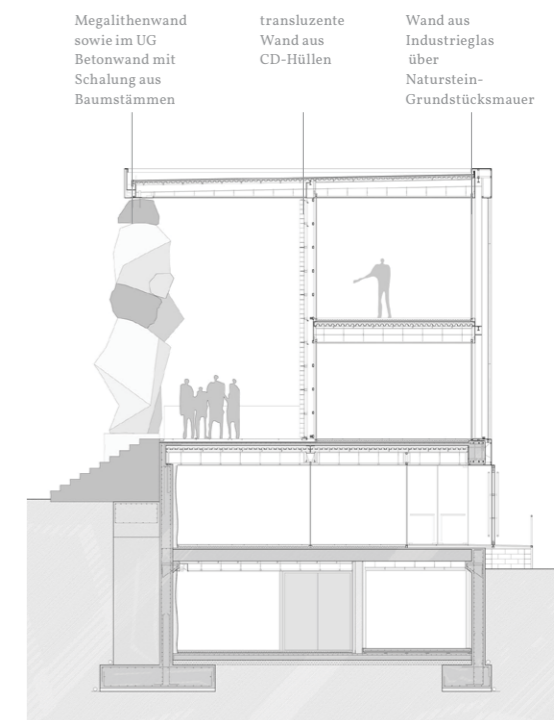 Megalithenwand
sowie im UG
Betonwand mit
Schalung aus
Baumstämmen
transluzente
Wand aus
CD-Hüllen
Wand aus
Industrieglas
über
Naturstein-
Grundstücksmauer